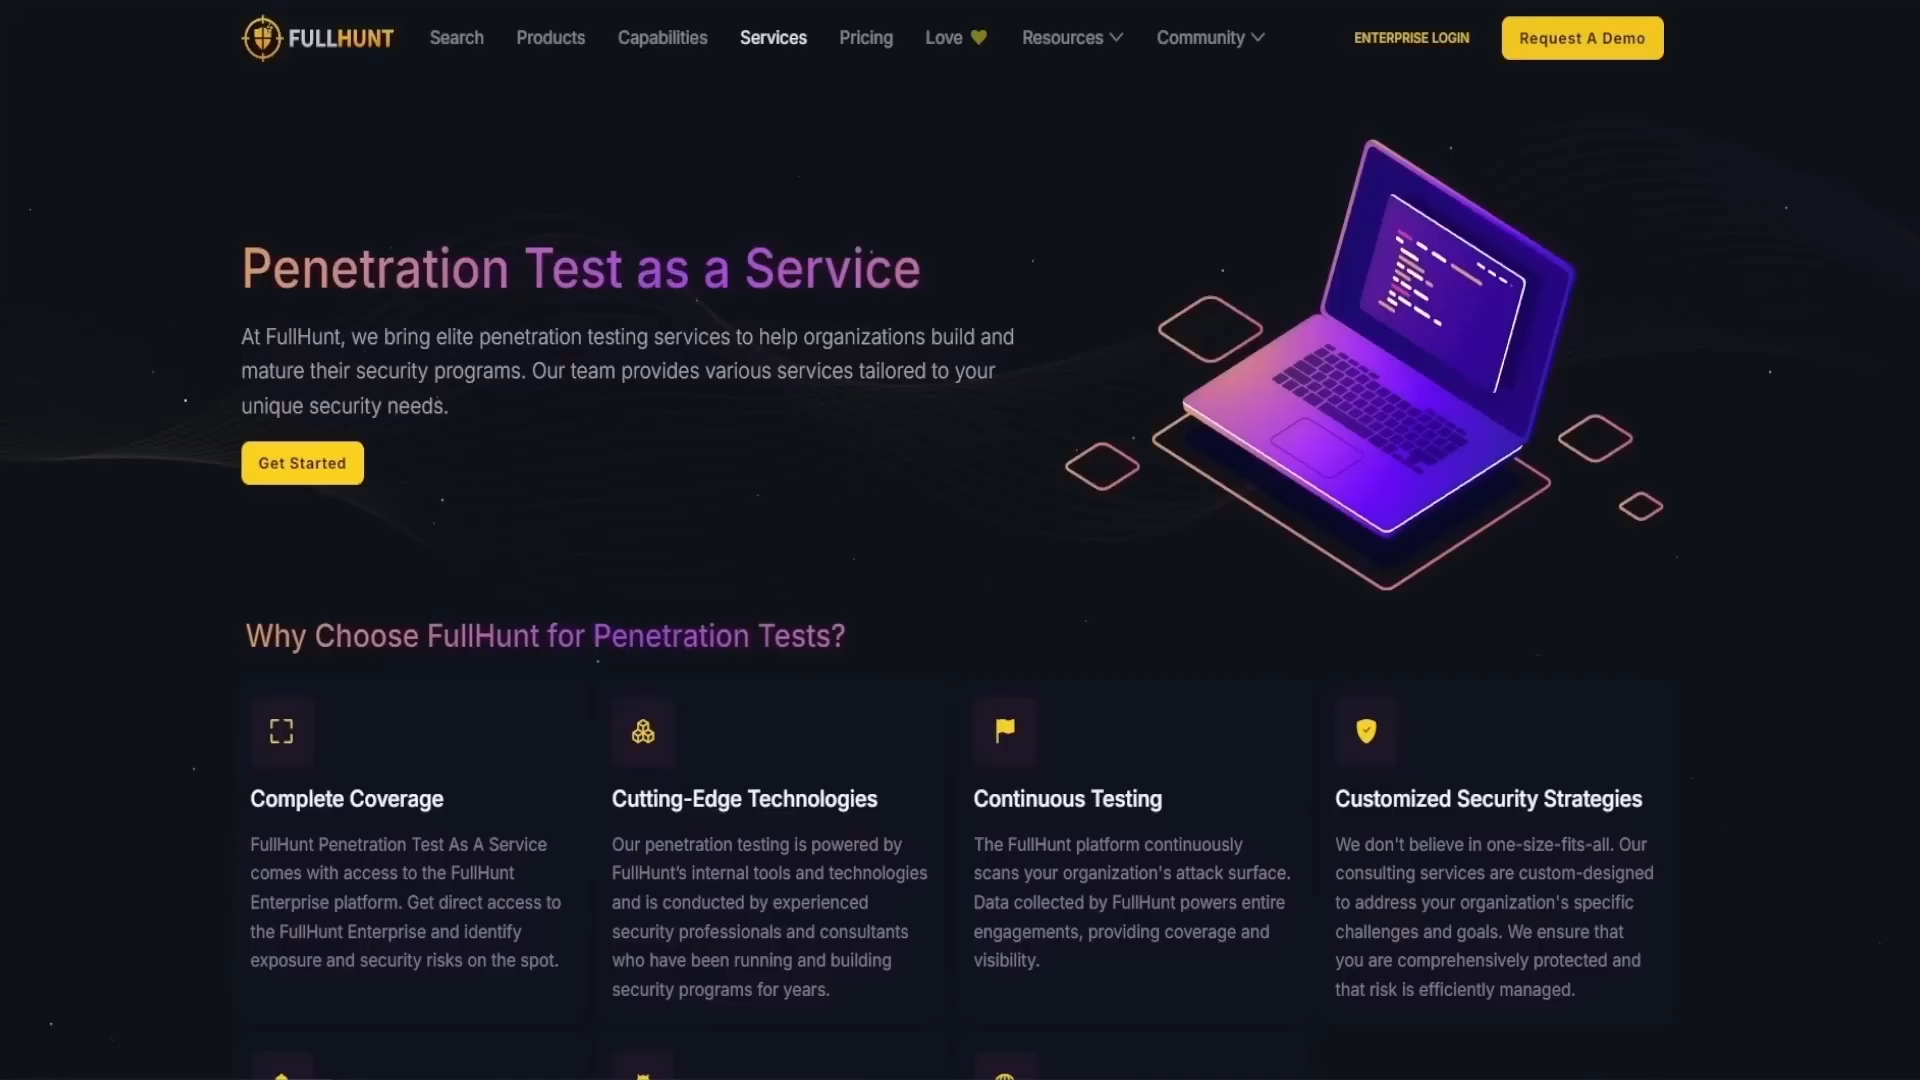 FULLHUNT Search Products Capabilities Services Pricing Love Resources Community ENTERPRISE LOGIN Request A Demo
Penetration Test as a Service
At FullHunt, we bring elite penetration testing services to help organizations build and
mature their security programs. Our team provides various services tailored to your
unique security needs.
Get Started
Why Choose FullHunt for Penetration Tests?
Complete Coverage
FullHunt Penetration Test As A Service
comes with access to the FullHunt
Enterprise platform. Get direct access to
the FullHunt Enterprise and identify
exposure and security risks on the spot.
Cutting-Edge Technologies
Our penetration testing is powered by
FullHunt’s internal tools and technologies
and is conducted by experienced
security professionals and consultants
who have been running and building
security programs for years.
Continuous Testing
The FullHunt platform continuously
scans your organization's attack surface.
Data collected by FullHunt powers entire
engagements, providing coverage and
visibility.
Customized Security Strategies
We don't believe in one-size-fits-all. Our
consulting services are custom-designed
to address your organization's specific
challenges and goals. We ensure that
you are comprehensively protected and
that risk is efficiently managed.